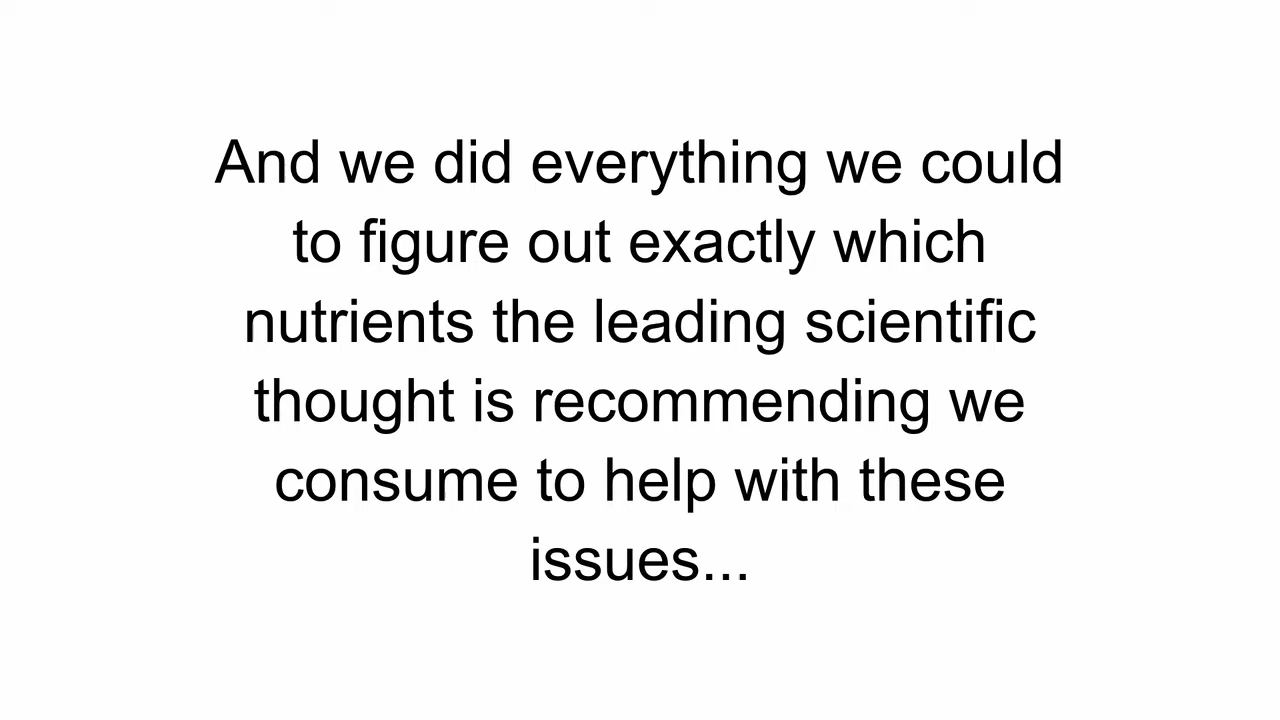 And we did everything we could
to figure out exactly which
nutrients the leading scientific
thought is recommending we
consume to help with these
issues...